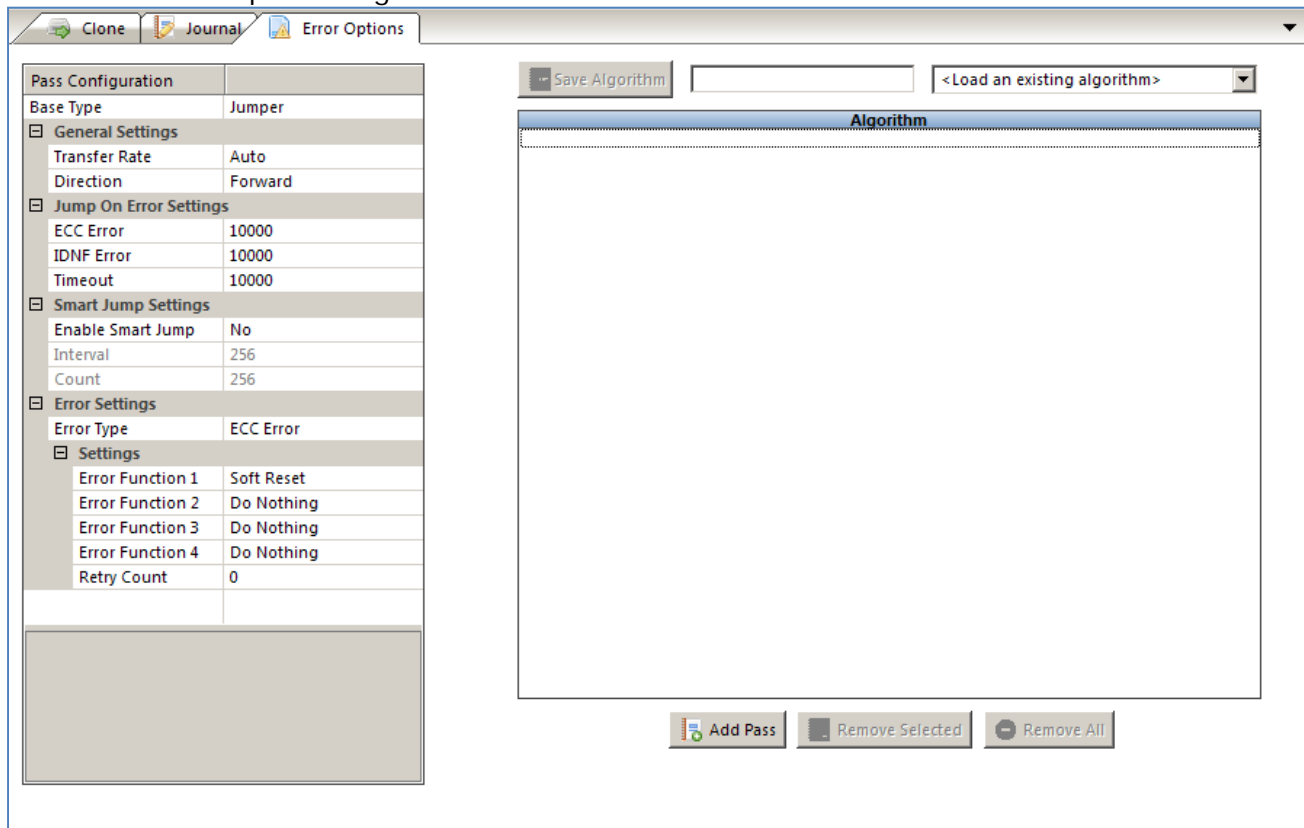 Clone Journal Error Options
Pass Configuration
Base Type Jumper
General Settings
Transfer Rate Auto
Direction Forward
Jump On Error Settings
ECC Error 10000
IDNF Error 10000
Timeout 10000
Smart Jump Settings
Enable Smart Jump No
Interval 256
Count 256
Error Settings
Error Type ECC Error
Settings
Error Function 1 Soft Reset
Error Function 2 Do Nothing
Error Function 3 Do Nothing
Error Function 4 Do Nothing
Retry Count 0
Save Algorithm <Load an existing algorithm>
Algorithm
Add Pass Remove Selected Remove All